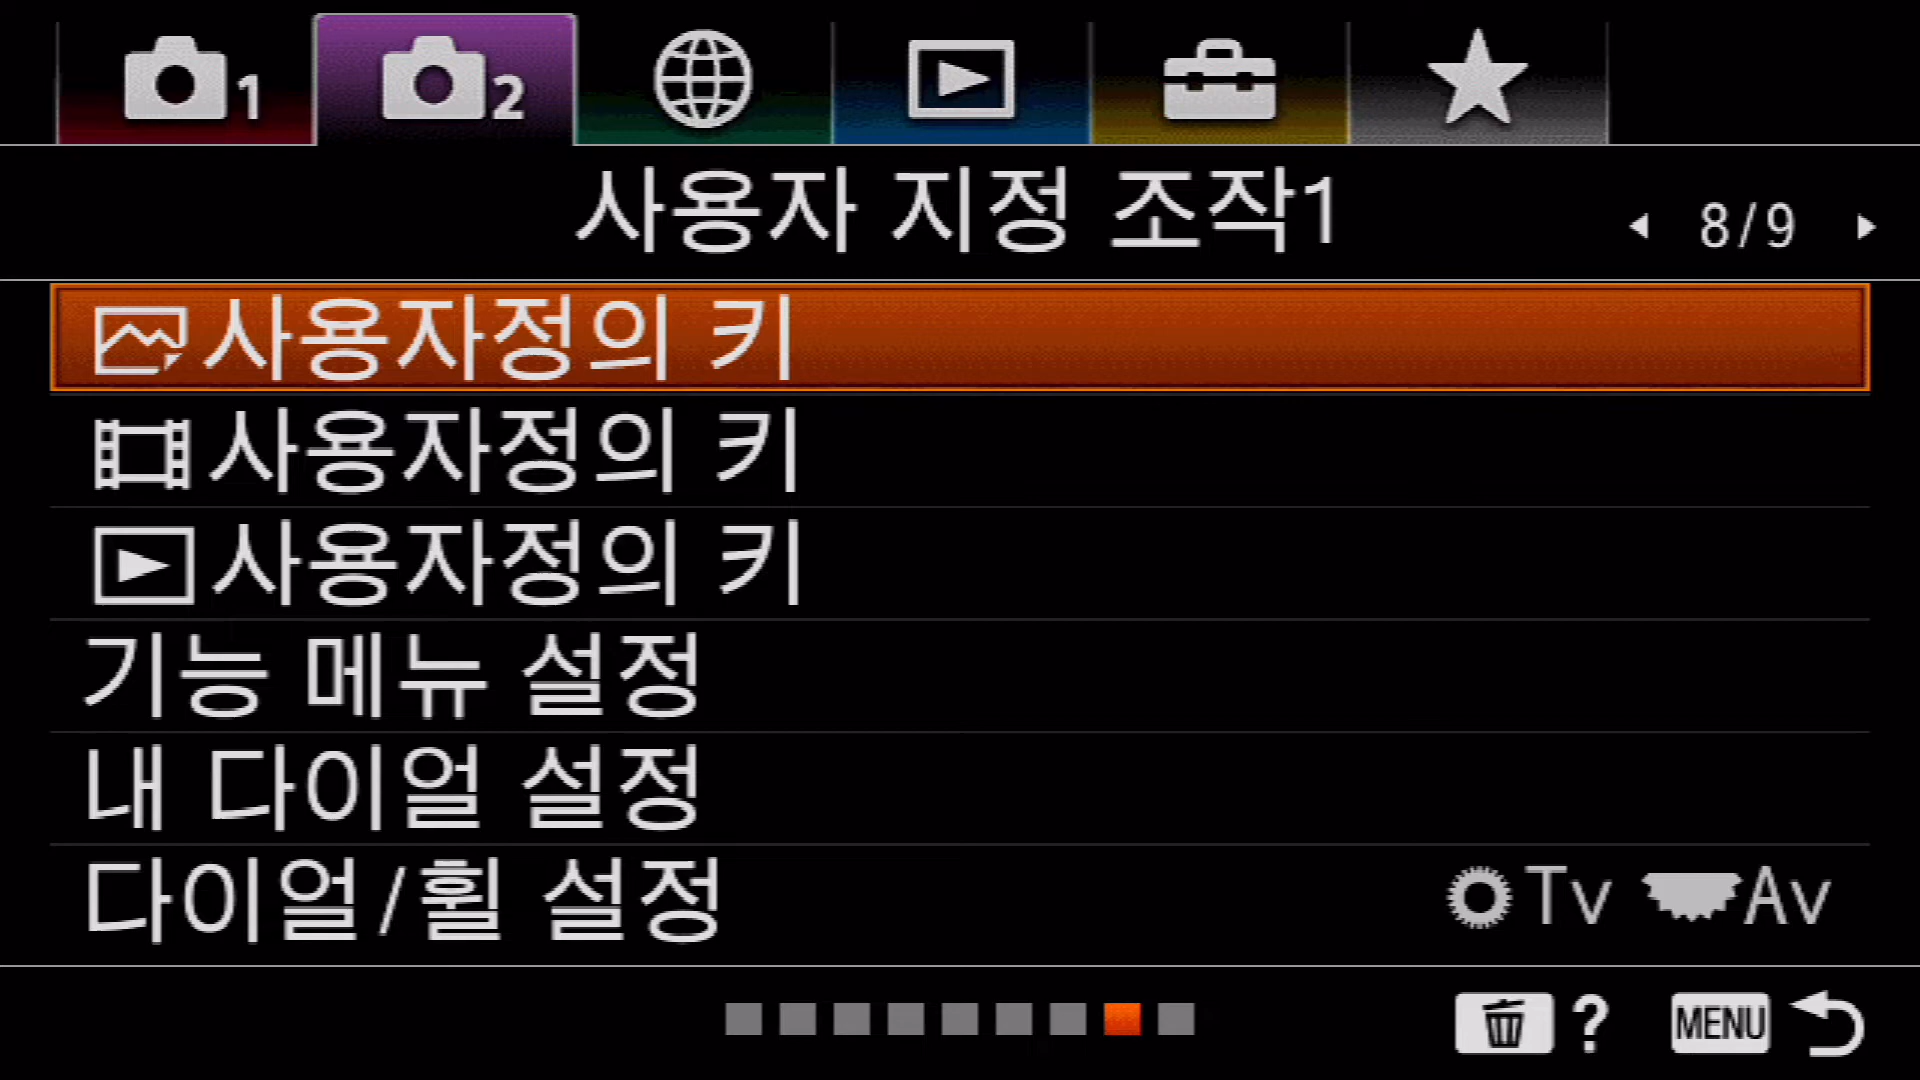 1
2
사용자 지정 조작1
8/9
사용자정의 키
사용자정의 키
사용자정의 키
기능 메뉴 설정
내 다이얼 설정
다이얼/휠 설정 Tv Av
? MENU